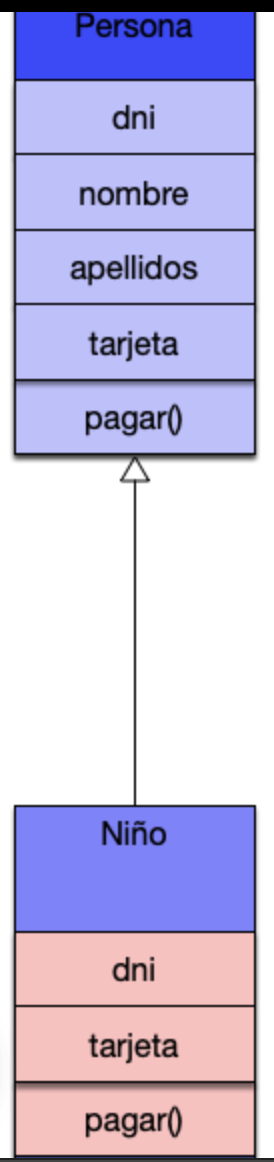 Persona
dni
nombre
apellidos
tarjeta
pagar()
Niño
dni
tarjeta
pagar()